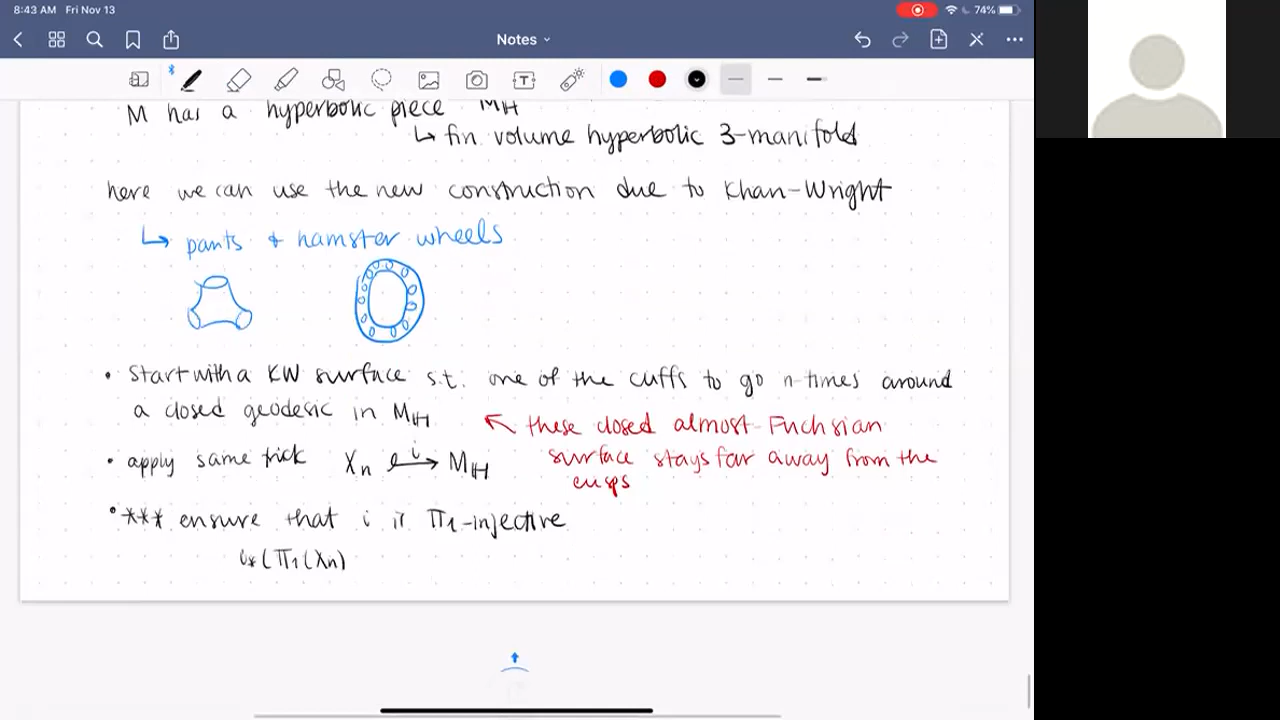 8:43 AM Fri Nov 13
74%
Notes
M has a hyperbolic piece M_H
↳ fin. volume hyperbolic 3-manifold
here we can use the new construction due to Khan-Wright
↳ pants & hamster wheels
• Start with a KW surface s.t. one of the cuffs to go n-times around
a closed geodesic in M_H
↖ these closed almost-Fuchsian
surface stays far away from the
cusps
• apply same trick X_n ↪ i M_H
• *** ensure that i is π₁-injective
i_*(π₁(X_n)